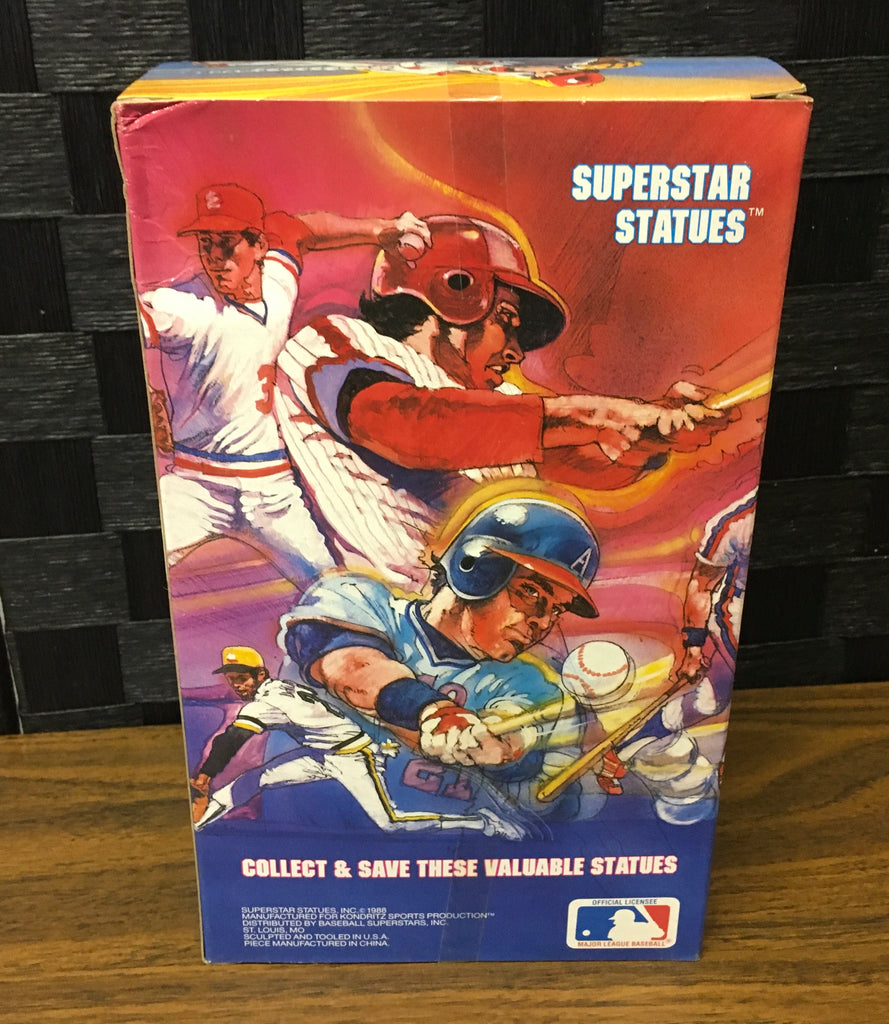 SUPERSTAR
STATUES™
3
A
COLLECT & SAVE THESE VALUABLE STATUES
SUPERSTAR STATUES, INC.© 1988
MANUFACTURED FOR KONDRITZ SPORTS PRODUCTION™
DISTRIBUTED BY BASEBALL SUPERSTARS, INC.
ST. LOUIS, MO
SCULPTED AND TOOLED IN U.S.A.
PIECE MANUFACTURED IN CHINA.
OFFICIAL LICENSEE
MAJOR LEAGUE BASEBALL®